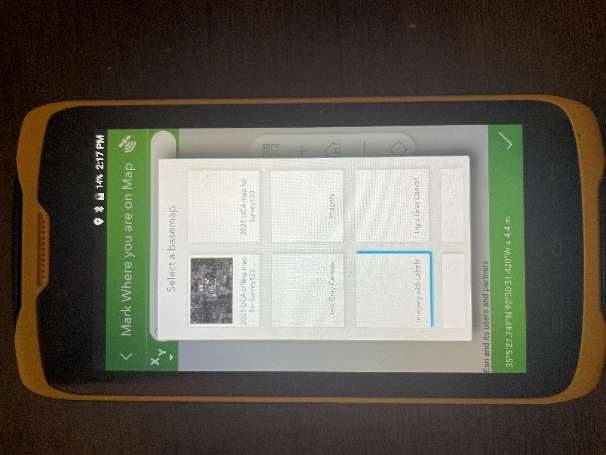 14% 2:17 PM
Mark Where you are on Map
X Y
Select a basemap
2021 UCA offline map
for Survey123...
2021 UCA map for
Survey123...
Dark Gray Canvas
Imagery
Imagery with Labels
Light Gray Canvas
Esri and its users and partners
35°5'27.749"N 92°30'31.420"W ± 4.4 m